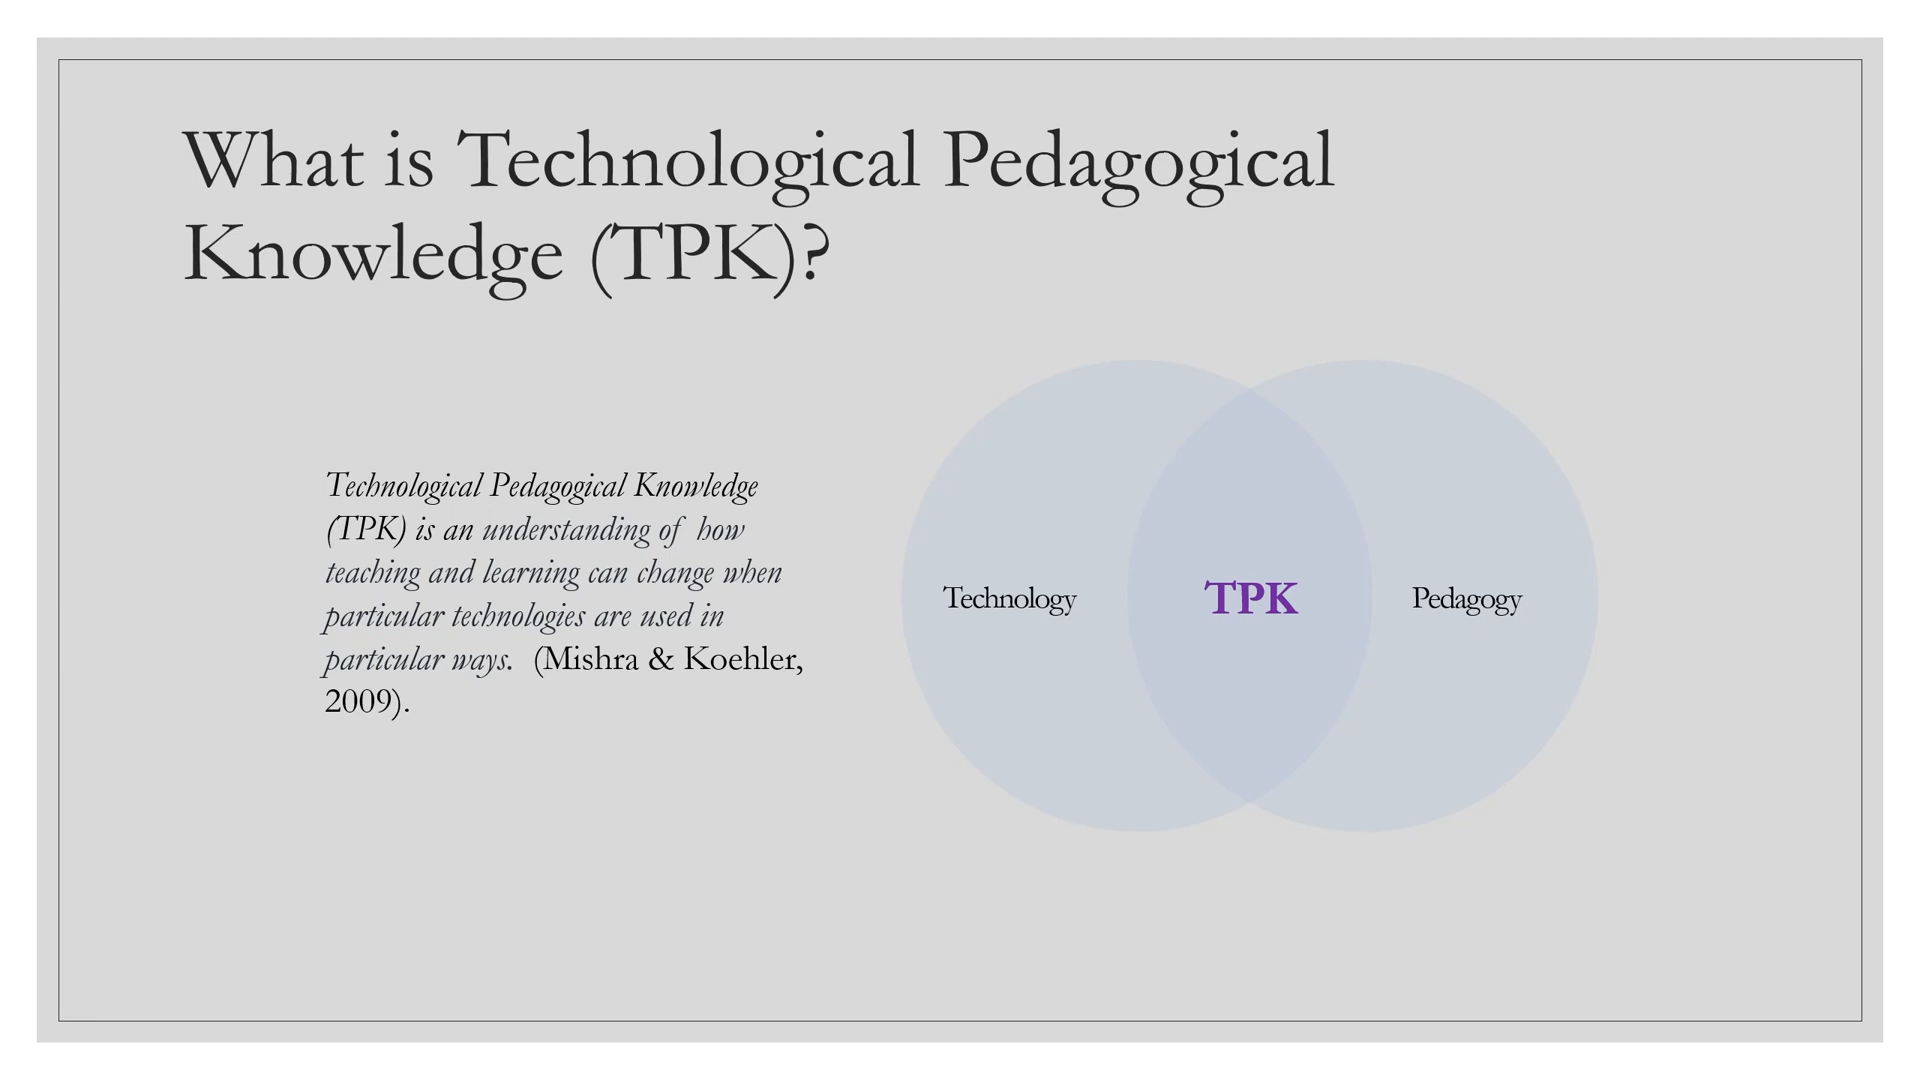 What is Technological Pedagogical
Knowledge (TPK)?
Technological Pedagogical Knowledge
(TPK) is an understanding of how
teaching and learning can change when
particular technologies are used in
particular ways. (Mishra & Koehler,
2009).
Technology
TPK
Pedagogy